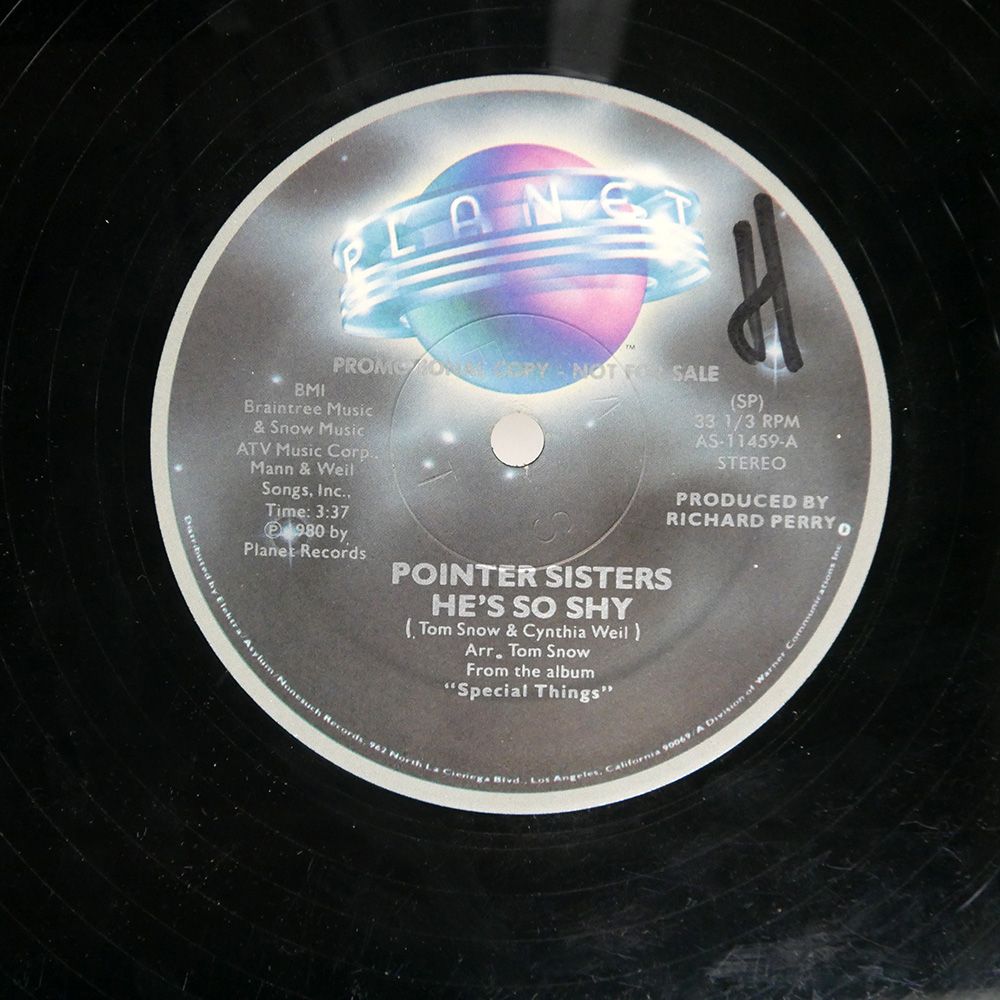 PLANET
™
H
PROMOTIONAL COPY - NOT FOR SALE
BMI
Braintree Music
& Snow Music
ATV Music Corp.,
Mann & Weil
Songs, Inc.,
Time: 3:37
Ⓟ 1980 by
Planet Records
(SP)
33 1/3 RPM
AS-11459-A
STEREO
PRODUCED BY
RICHARD PERRY
POINTER SISTERS
HE'S SO SHY
( Tom Snow & Cynthia Weil )
Arr. Tom Snow
From the album
"Special Things"
Distributed by Elektra/Asylum/Nonesuch Records, 962 North La Cienega Blvd., Los Angeles, California 90069/A Division of Warner Communications Inc.